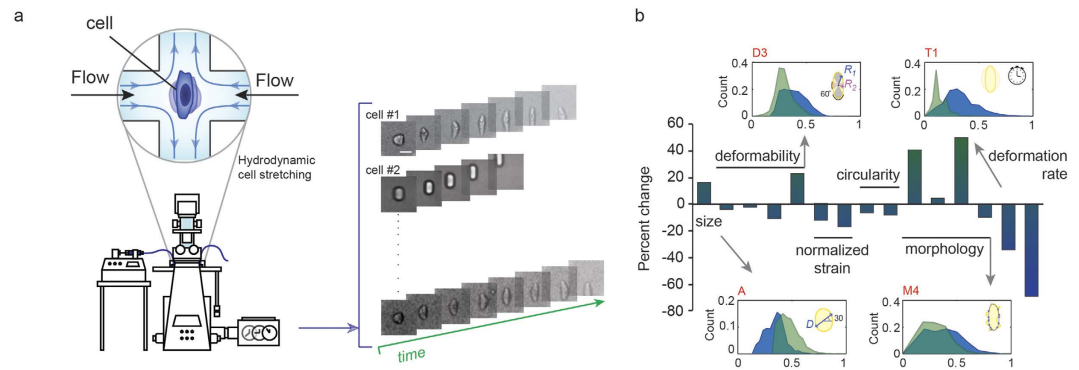 a
cell
Flow
Flow
Hydrodynamic
cell stretching
cell #1
cell #2
time
b
D3
Count
0.4
0.2
0
0
0.5
1
R1
R2
60°
T1
Count
0.4
0.2
0
0
0.5
1
Percent change
60
40
20
0
-20
-40
-60
-80
deformability
circularity
deformation
rate
size
normalized
strain
morphology
A
Count
0.2
0.1
0
0
0.5
1
D
30
M4
Count
0.15
0.1
0
0
0.5
1